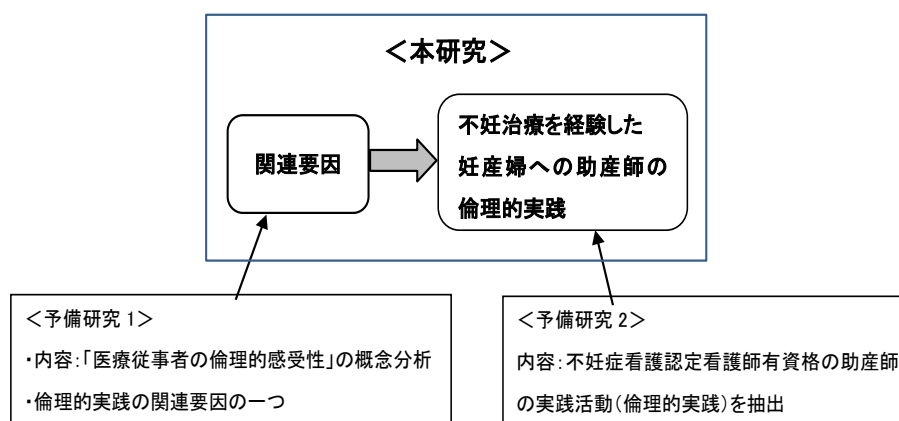 ＜本研究＞
関連要因
不妊治療を経験した
妊産婦への助産師の
倫理的実践
＜予備研究 1＞
・内容：「医療従事者の倫理的感受性」の概念分析
・倫理的実践の関連要因の一つ
＜予備研究 2＞
内容：不妊症看護認定看護師有資格の助産師
の実践活動（倫理的実践）を抽出